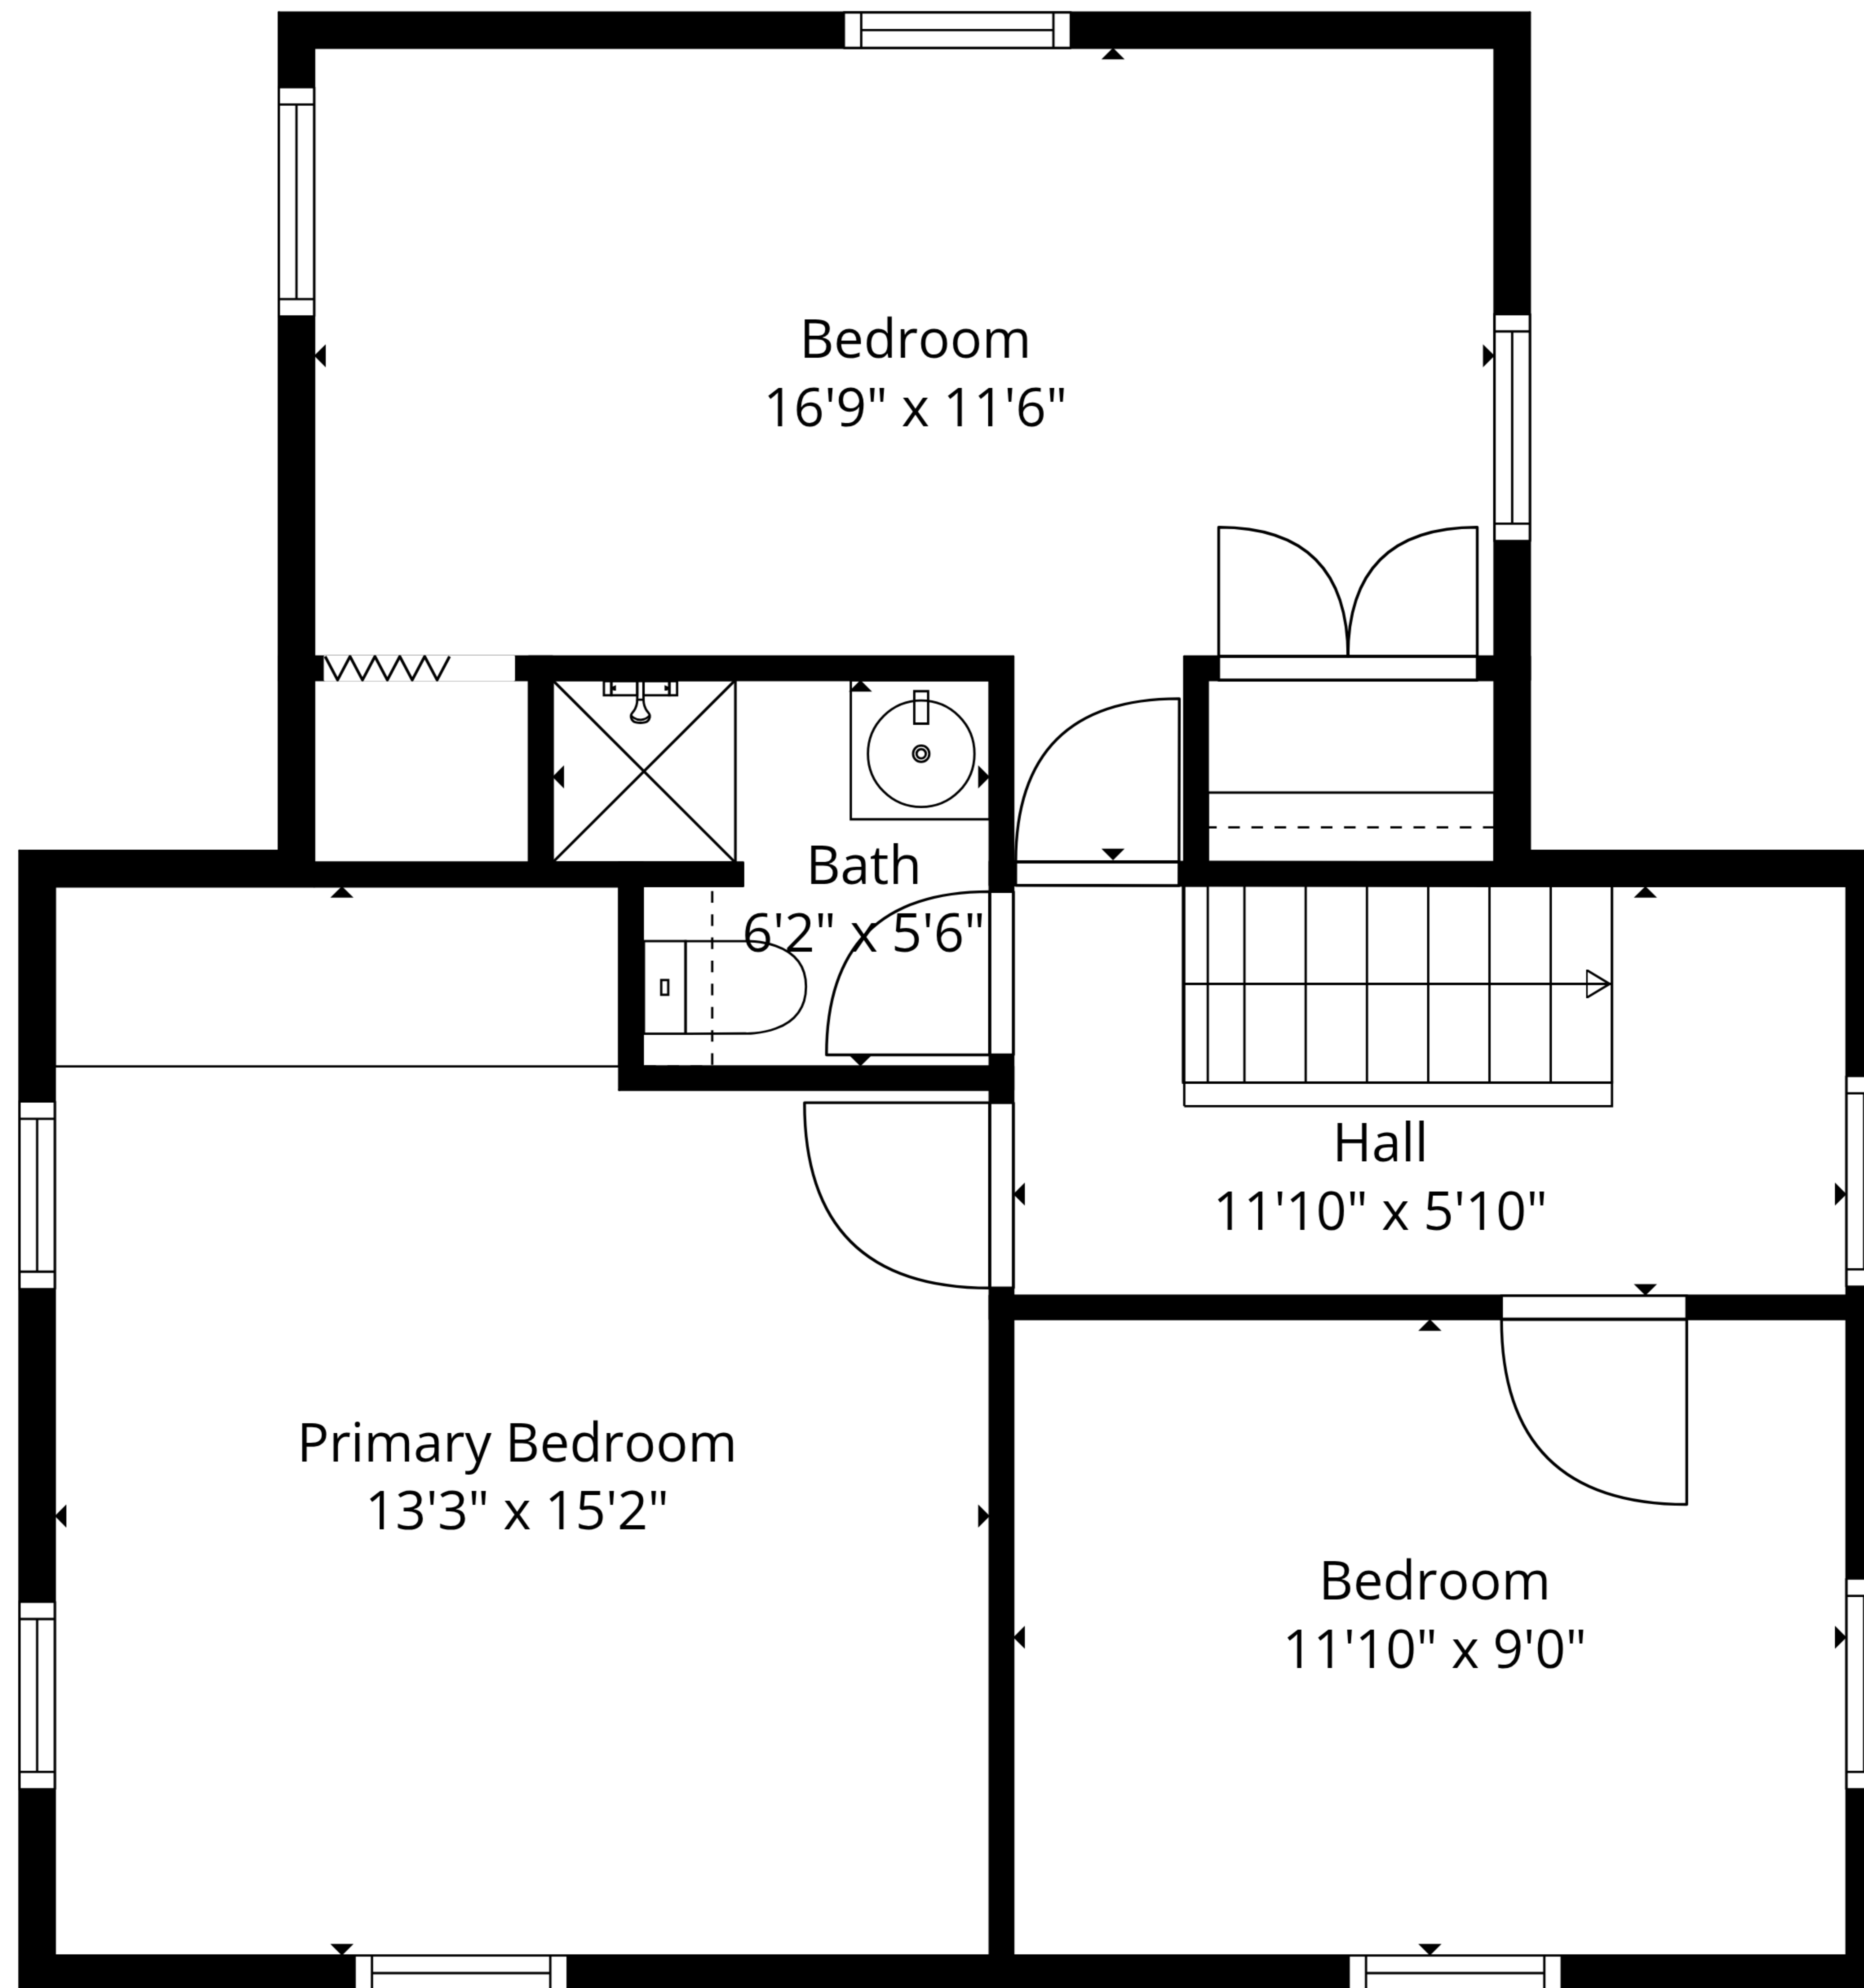 Bedroom
16'9" x 11'6"
Bath
6'2" x 5'6"
Hall
11'10" x 5'10"
Primary Bedroom
13'3" x 15'2"
Bedroom
11'10" x 9'0"